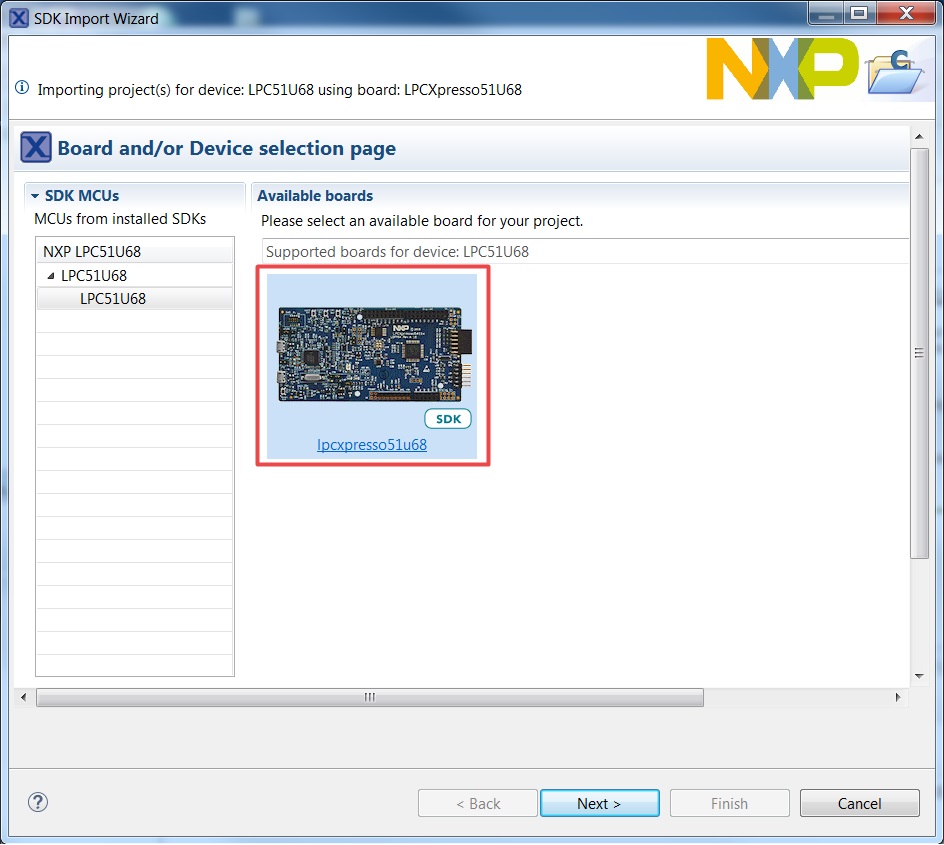 SDK Import Wizard
Importing project(s) for device: LPC51U68 using board: LPCXpresso51U68
NXP
C
Board and/or Device selection page
SDK MCUs
MCUs from installed SDKs
NXP LPC51U68
LPC51U68
LPC51U68
Available boards
Please select an available board for your project.
Supported boards for device: LPC51U68
NXP
SDK
lpcxpresso51u68
?
< Back
Next >
Finish
Cancel